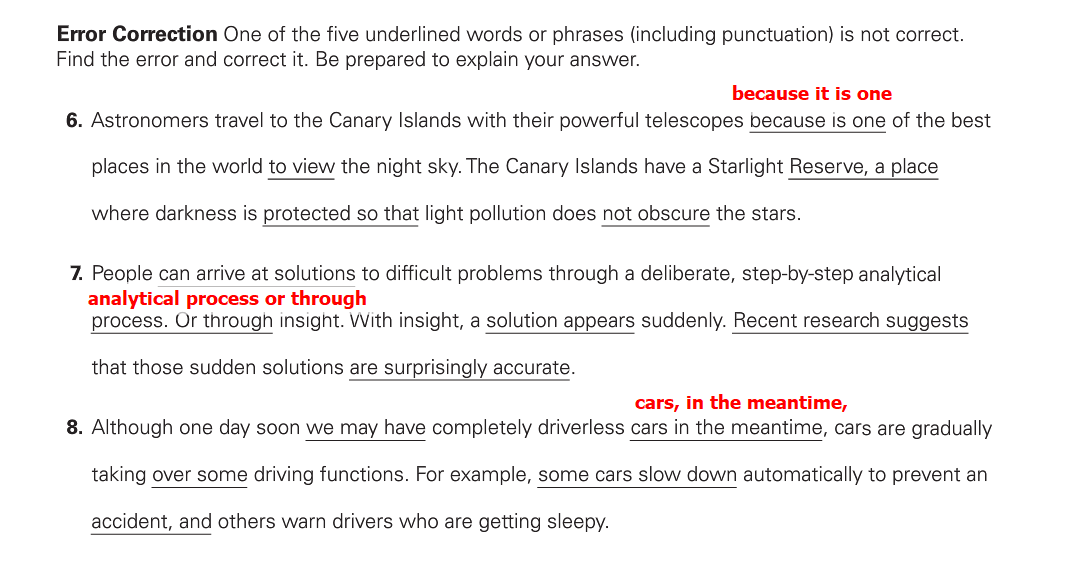 Error Correction One of the five underlined words or phrases (including punctuation) is not correct.
Find the error and correct it. Be prepared to explain your answer.
because it is one
6. Astronomers travel to the Canary Islands with their powerful telescopes because is one of the best
places in the world to view the night sky. The Canary Islands have a Starlight Reserve, a place
where darkness is protected so that light pollution does not obscure the stars.
7. People can arrive at solutions to difficult problems through a deliberate, step-by-step analytical
analytical process or through
process. Or through insight. With insight, a solution appears suddenly. Recent research suggests
that those sudden solutions are surprisingly accurate.
cars, in the meantime,
8. Although one day soon we may have completely driverless cars in the meantime, cars are gradually
taking over some driving functions. For example, some cars slow down automatically to prevent an
accident, and others warn drivers who are getting sleepy.